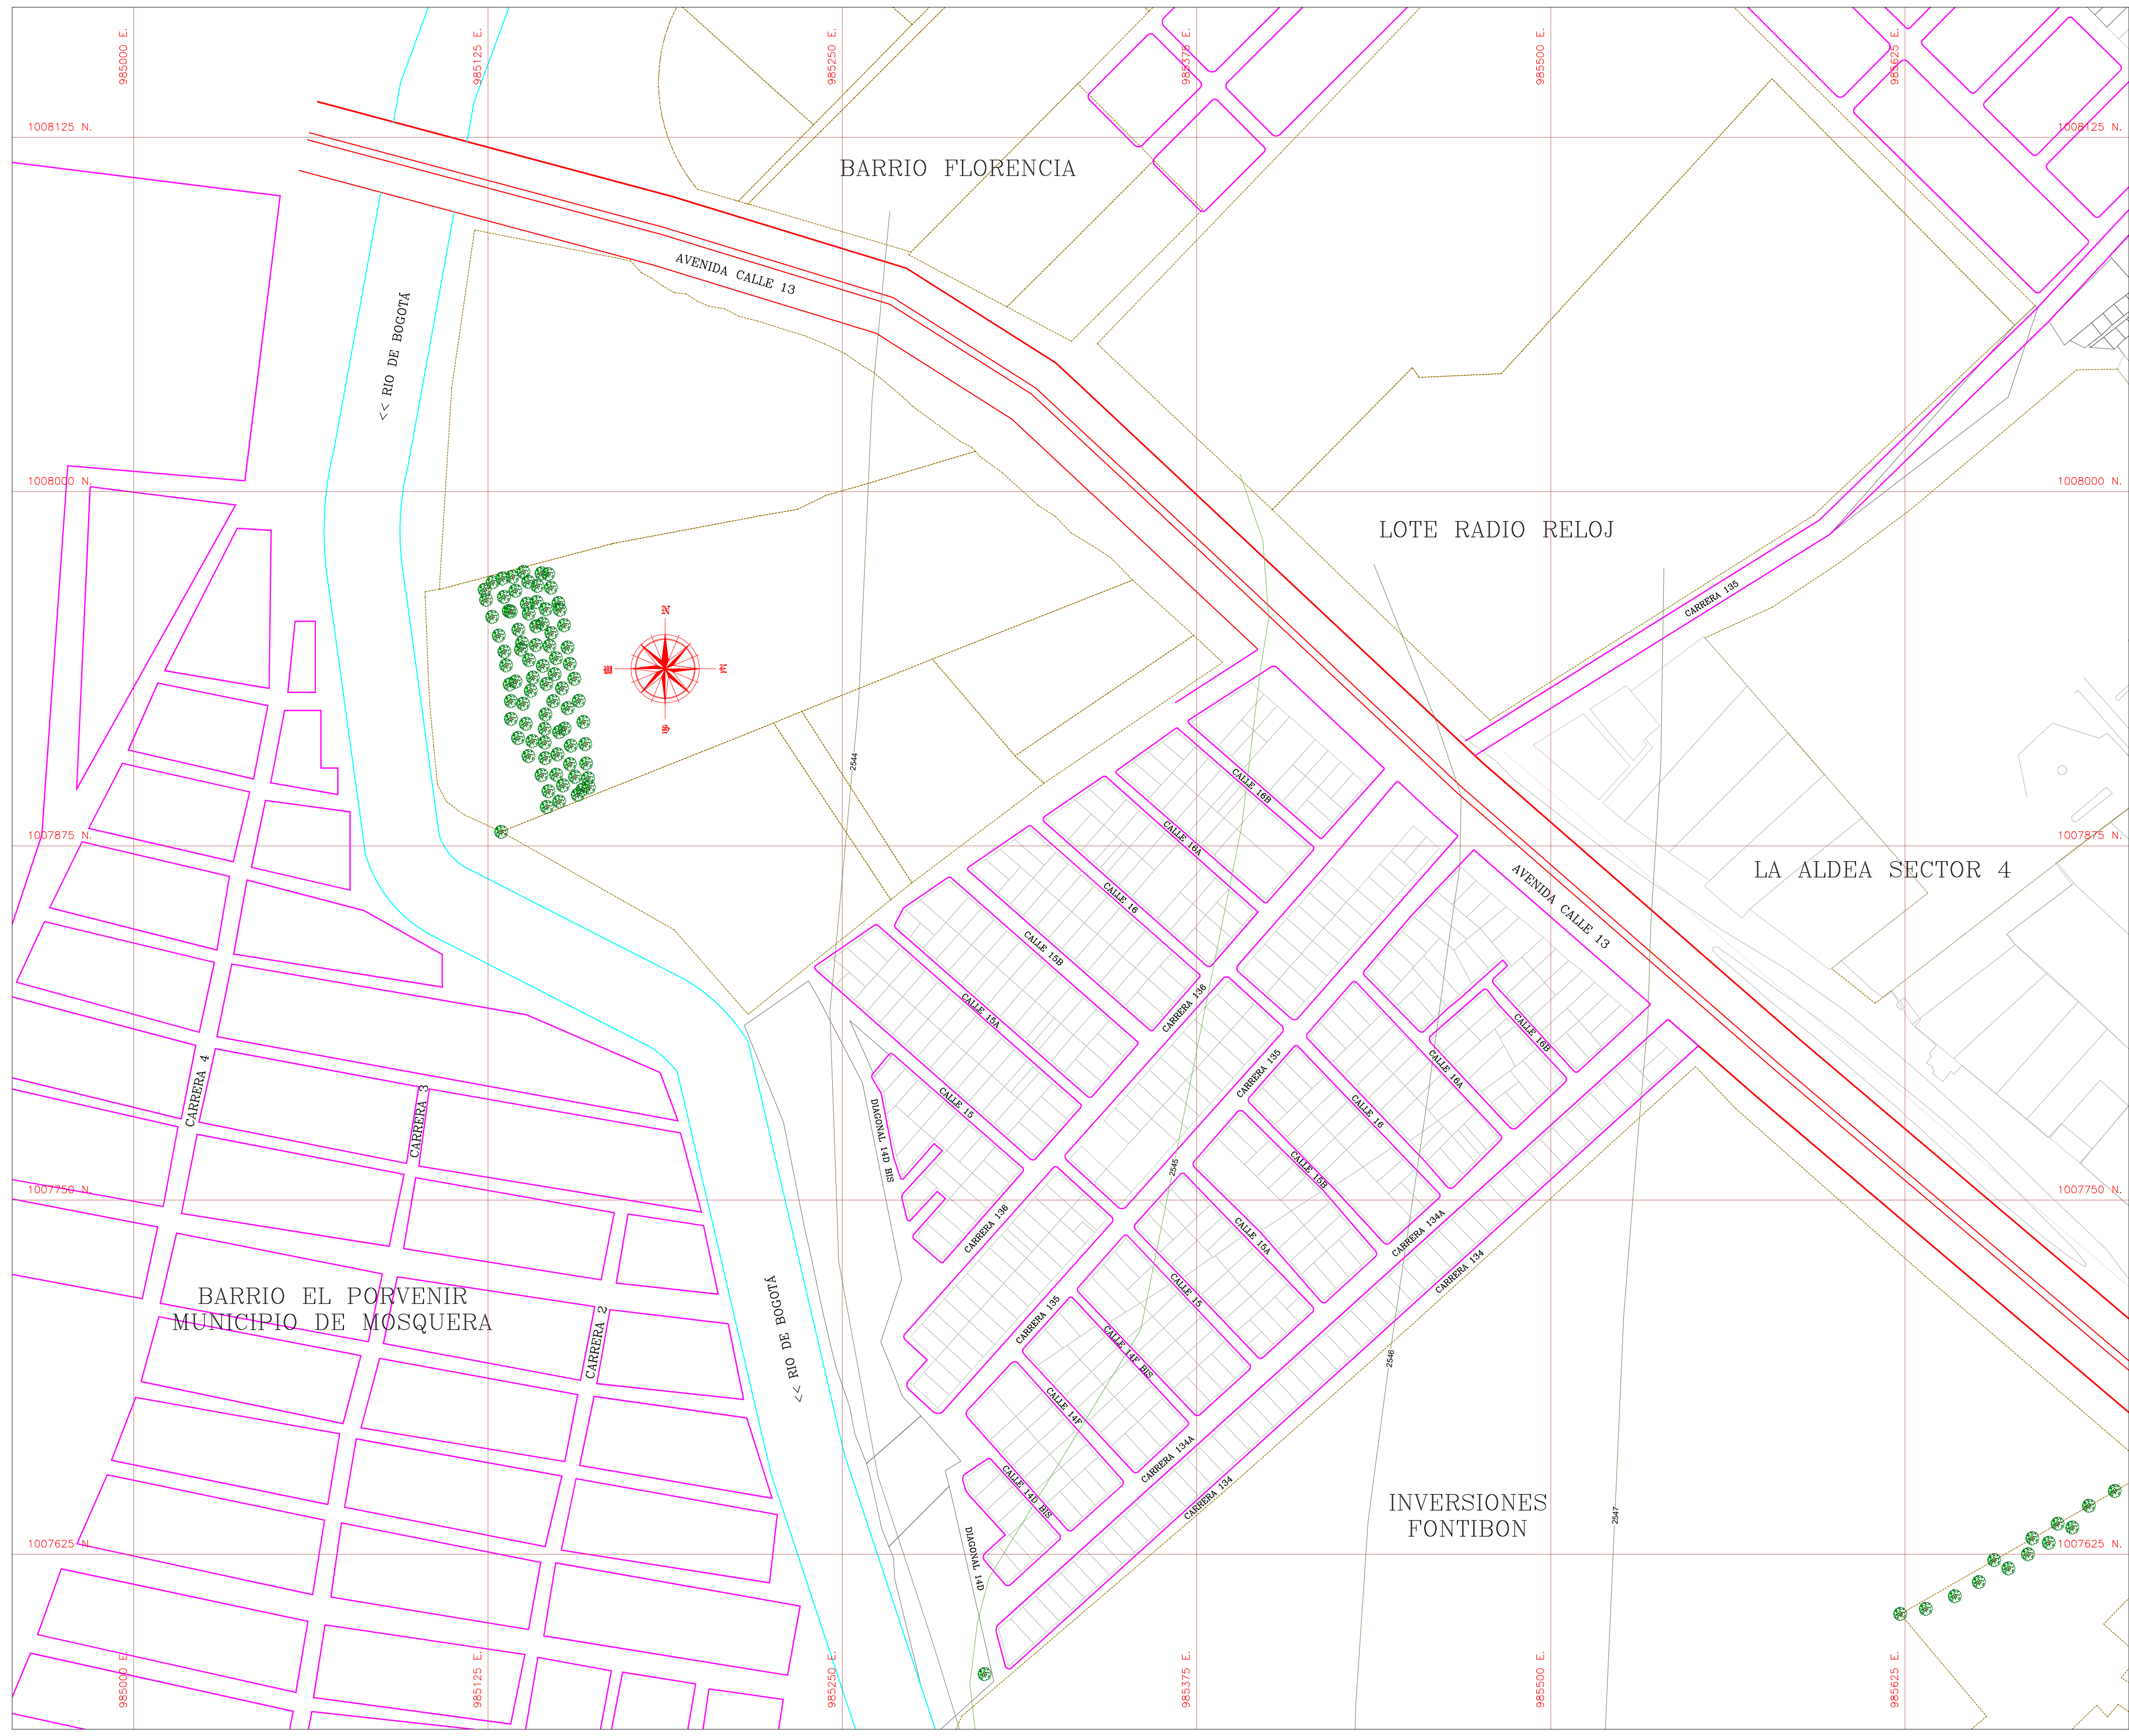 985000 E.
985125 E.
985250 E.
985375 E.
985500 E.
985625 E.
1008125 N.
1008125 N.
BARRIO FLORENCIA
AVENIDA CALLE 13
<< RIO DE BOGOTÁ
1008000 N.
1008000 N.
LOTE RADIO RELOJ
CARRERA 135
N
2544
CALLE 16B
CALLE 16A
CALLE 16
CALLE 15B
CALLE 15A
CALLE 15
1007875 N.
1007875 N.
LA ALDEA SECTOR 4
AVENIDA CALLE 13
CARRERA 136
CARRERA 135
CALLE 16B
CALLE 16A
CALLE 16
CALLE 15B
CALLE 15A
CALLE 15
CALLE 14F BIS
CALLE 14F
CALLE 14D BIS
CARRERA 4
CARRERA 3
CARRERA 2
DIAGONAL 14D BIS
2545
1007750 N.
1007750 N.
CARRERA 136
CARRERA 134A
CARRERA 134
BARRIO EL PORVENIR
MUNICIPIO DE MOSQUERA
<< RIO DE BOGOTÁ
CARRERA 135
2546
CARRERA 134A
CARRERA 134
INVERSIONES
FONTIBON
2547
1007625 N.
1007625 N.
DIAGONAL 14D
985000 E.
985125 E.
985250 E.
985375 E.
985500 E.
985625 E.